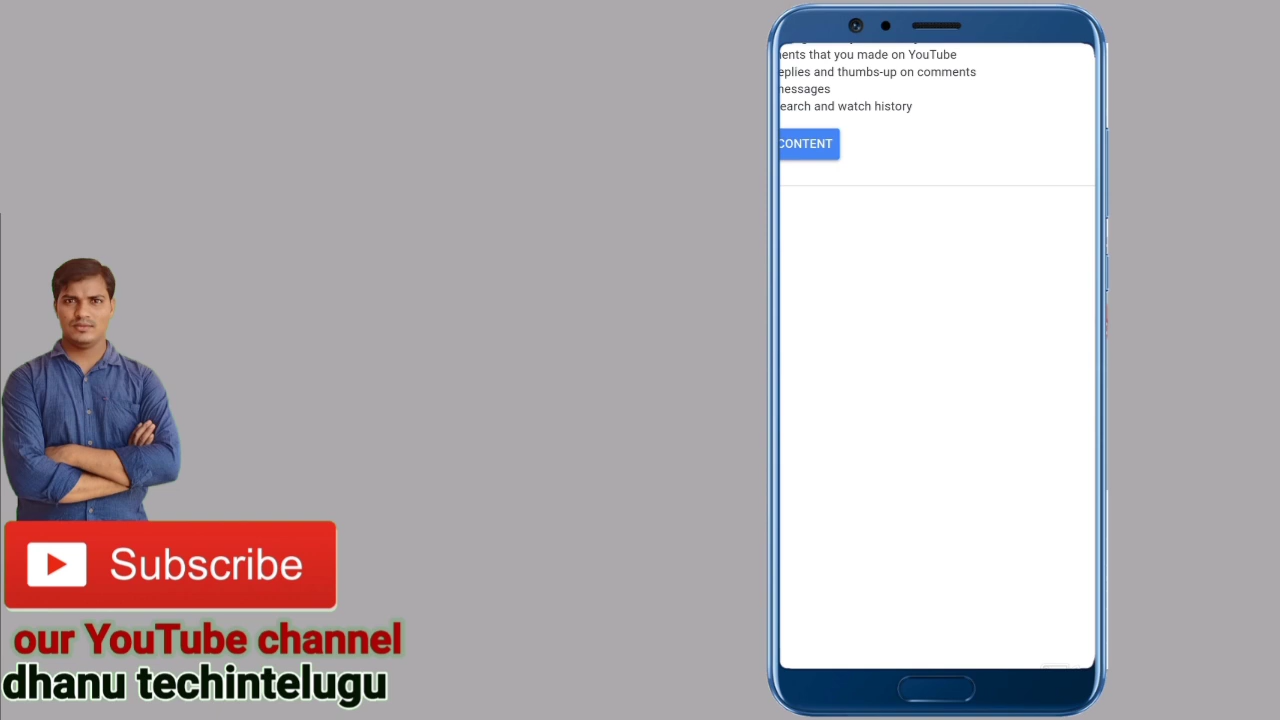 nents that you made on YouTube
eplies and thumbs-up on comments
nessages
earch and watch history
CONTENT
Subscribe
our YouTube channel
dhanu techintelugu